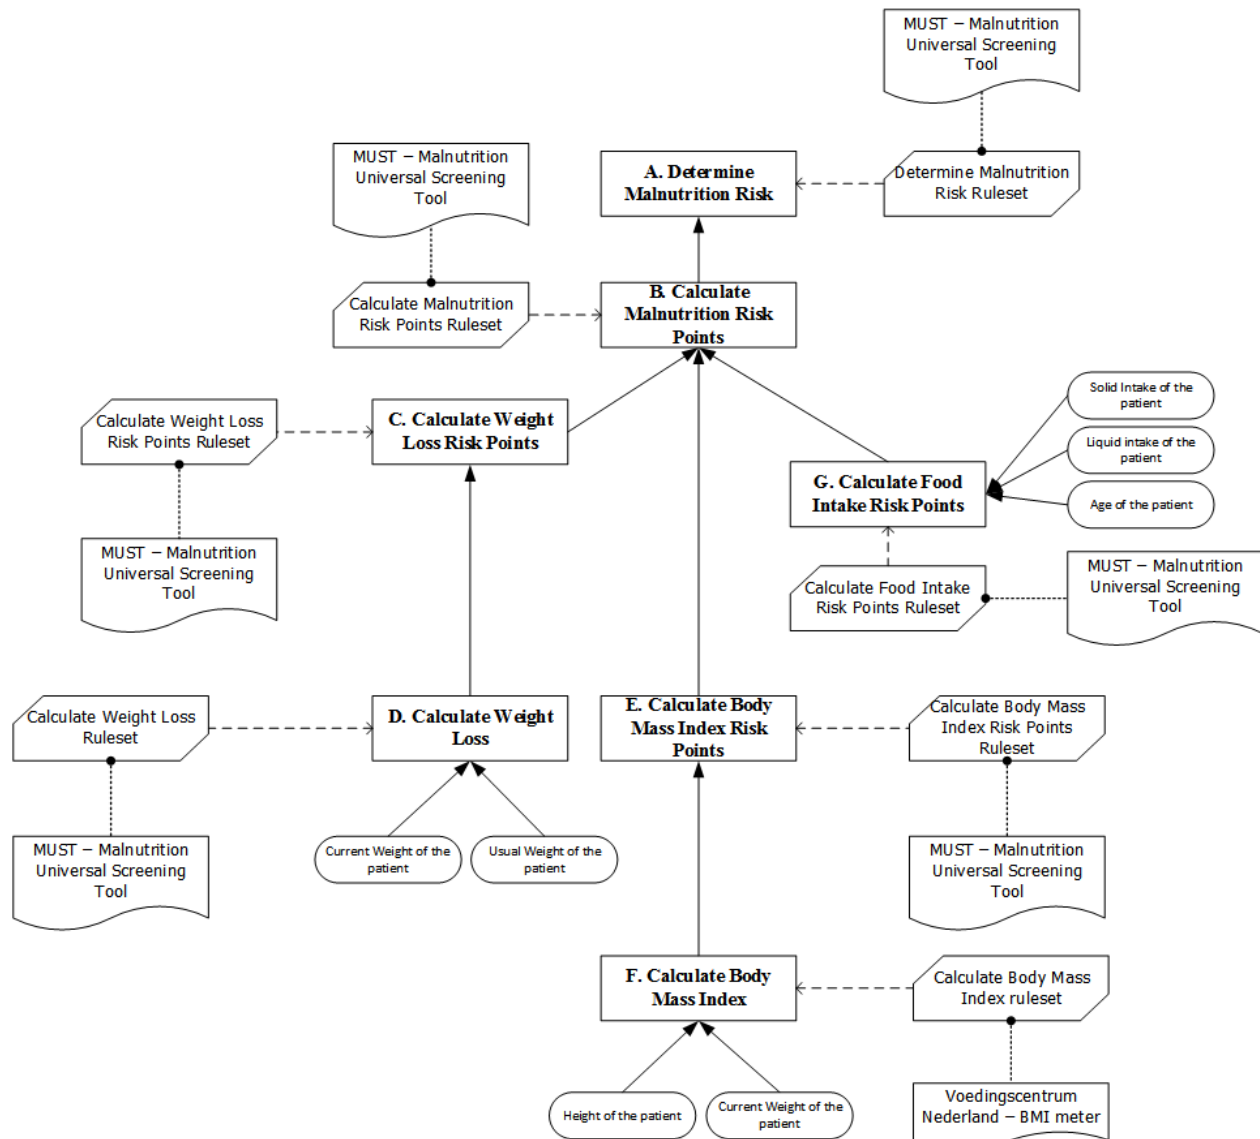 MUST – Malnutrition
Universal Screening
Tool
MUST – Malnutrition
Universal Screening
Tool
A. Determine
Malnutrition Risk
Determine Malnutrition
Risk Ruleset
Calculate Malnutrition
Risk Points Ruleset
B. Calculate
Malnutrition Risk
Points
Solid Intake of the
patient
Calculate Weight Loss
Risk Points Ruleset
C. Calculate Weight
Loss Risk Points
Liquid intake of the
patient
G. Calculate Food
Intake Risk Points
Age of the patient
MUST – Malnutrition
Universal Screening
Tool
Calculate Food Intake
Risk Points Ruleset
MUST – Malnutrition
Universal Screening
Tool
Calculate Weight Loss
Ruleset
D. Calculate Weight
Loss
E. Calculate Body
Mass Index Risk
Points
Calculate Body Mass
Index Risk Points
Ruleset
MUST – Malnutrition
Universal Screening
Tool
Current Weight of the
patient
Usual Weight of the
patient
MUST – Malnutrition
Universal Screening
Tool
F. Calculate Body
Mass Index
Calculate Body Mass
Index ruleset
Height of the patient
Current Weight of the
patient
Voedingscentrum
Nederland – BMI meter